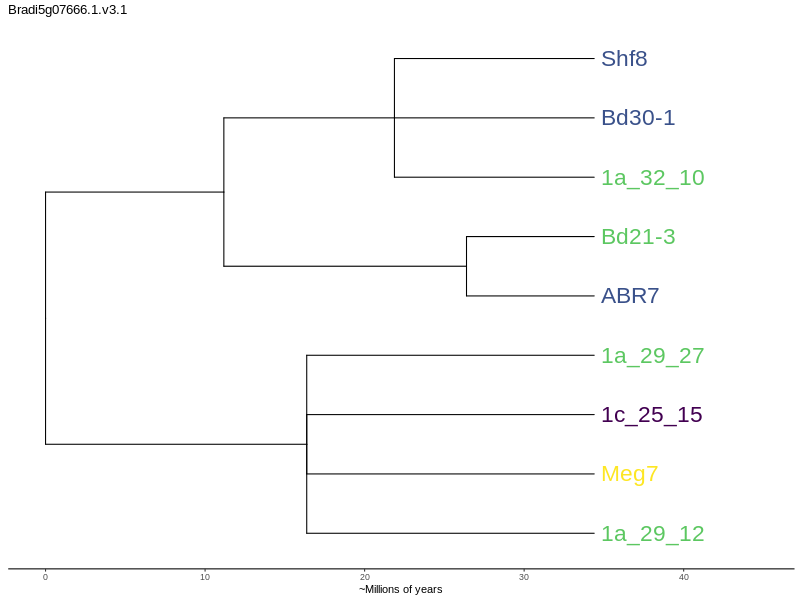 Bradi5g07666.1.v3.1
Shf8
Bd30-1
1a_32_10
Bd21-3
ABR7
1a_29_27
1c_25_15
Meg7
1a_29_12
0 10 20 30 40
~Millions of years